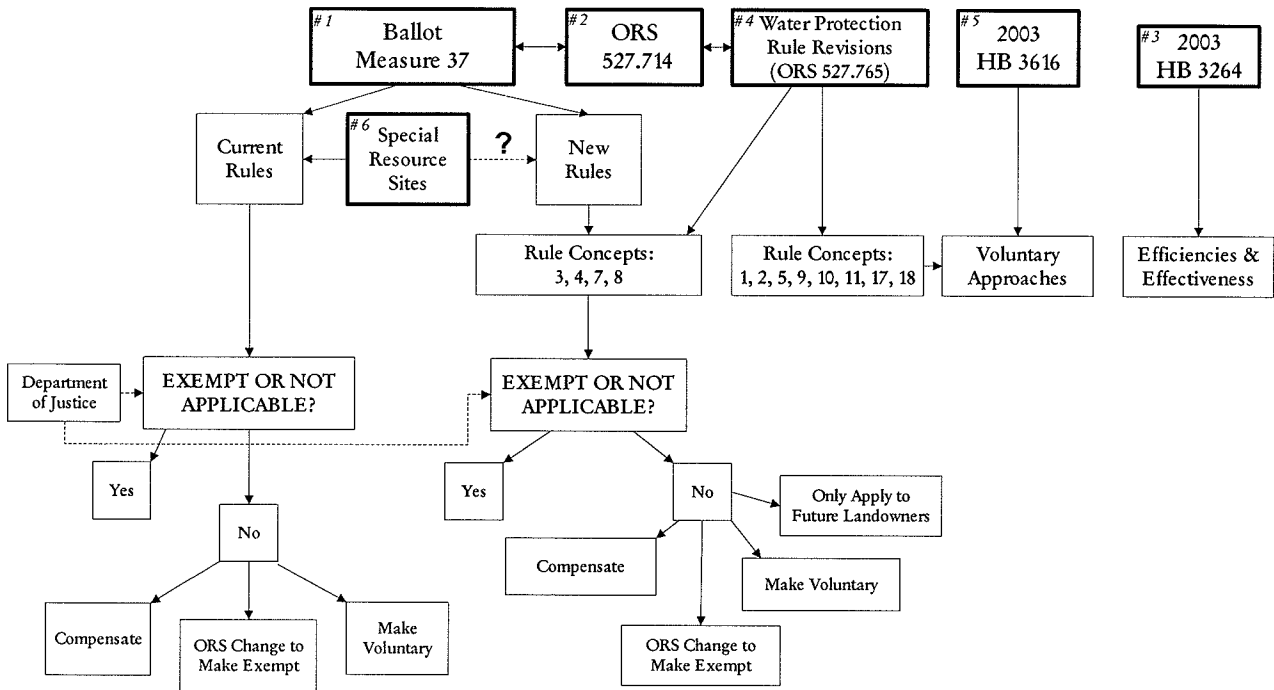 #1
Ballot
Measure 37
#2
ORS
527.714
#4 Water Protection
Rule Revisions
(ORS 527.765)
#5
2003
HB 3616
#3
2003
HB 3264
Current
Rules
#6
Special
Resource
Sites
?
New
Rules
Rule Concepts:
3, 4, 7, 8
Rule Concepts:
1, 2, 5, 9, 10, 11, 17, 18
Voluntary
Approaches
Efficiencies &
Effectiveness
Department
of Justice
EXEMPT OR NOT
APPLICABLE?
EXEMPT OR NOT
APPLICABLE?
Yes
No
Yes
No
Only Apply to
Future Landowners
Compensate
ORS Change to
Make Exempt
Make
Voluntary
Compensate
Make Voluntary
ORS Change to
Make Exempt